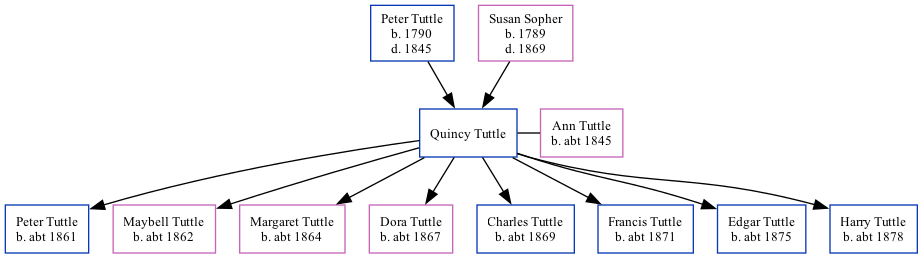 Peter Tuttle
b. 1790
d. 1845
Susan Sopher
b. 1789
d. 1869
Quincy Tuttle
Ann Tuttle
b. abt 1845
Peter Tuttle
b. abt 1861
Maybell Tuttle
b. abt 1862
Margaret Tuttle
b. abt 1864
Dora Tuttle
b. abt 1867
Charles Tuttle
b. abt 1869
Francis Tuttle
b. abt 1871
Edgar Tuttle
b. abt 1875
Harry Tuttle
b. abt 1878